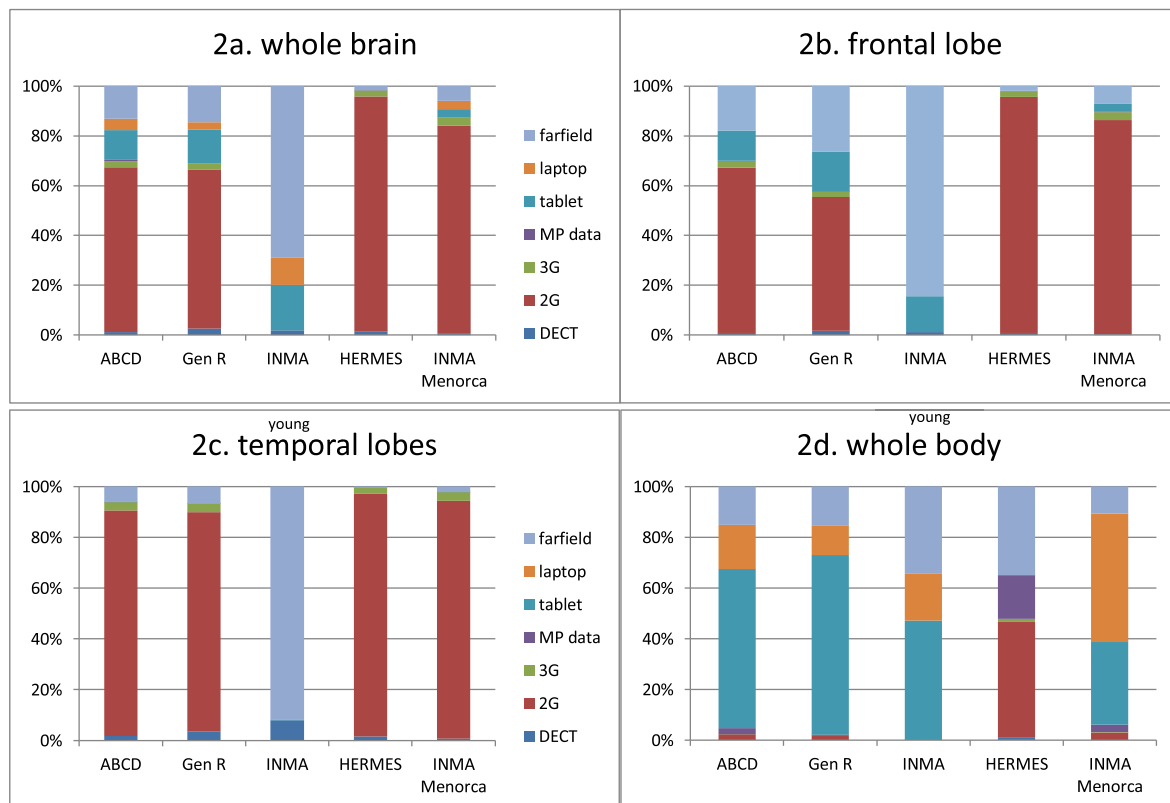 2a. whole brain
100%
80%
60%
40%
20%
0%
ABCD
Gen R
INMA
HERMES
INMA
Menorca
farfield
laptop
tablet
MP data
3G
2G
DECT
2b. frontal lobe
100%
80%
60%
40%
20%
0%
ABCD
Gen R
INMA
HERMES
INMA
Menorca
young
2c. temporal lobes
100%
80%
60%
40%
20%
0%
ABCD
Gen R
INMA
HERMES
INMA
Menorca
farfield
laptop
tablet
MP data
3G
2G
DECT
young
2d. whole body
100%
80%
60%
40%
20%
0%
ABCD
Gen R
INMA
HERMES
INMA
Menorca